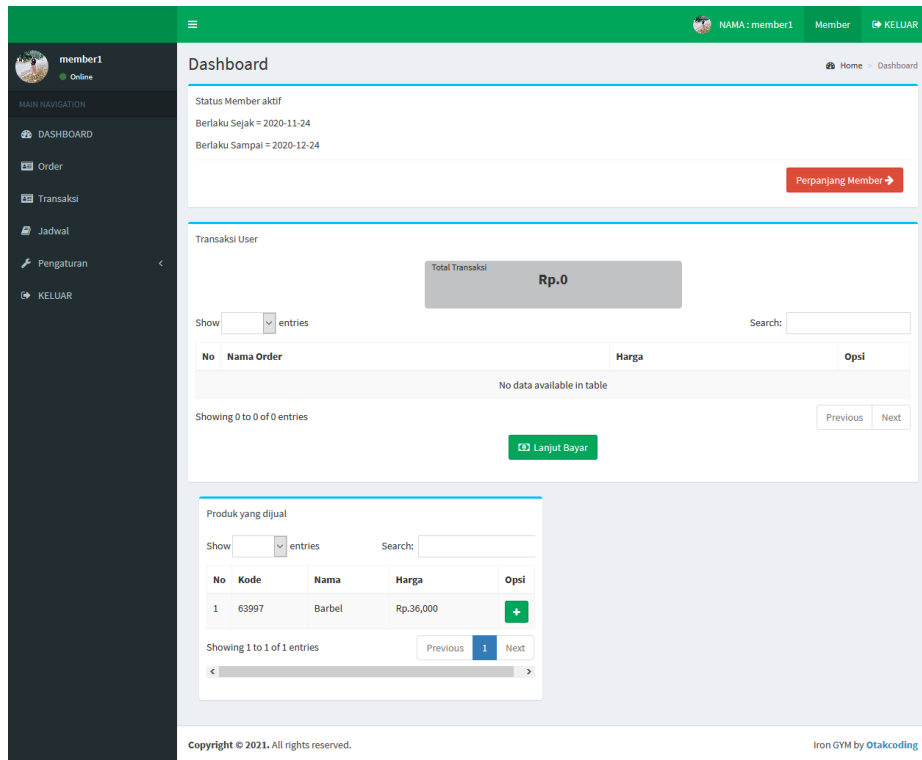 NAMA : member1 Member KELUAR
member1
Online
MAIN NAVIGATION
DASHBOARD
Order
Transaksi
Jadwal
Pengaturan
KELUAR
Dashboard
Home > Dashboard
Status Member aktif
Berlaku Sejak = 2020-11-24
Berlaku Sampai = 2020-12-24
Perpanjang Member
Transaksi User
Total Transaksi
Rp.0
Show entries Search:
No Nama Order Harga Opsi
No data available in table
Showing 0 to 0 of 0 entries Previous Next
Lanjut Bayar
Produk yang dijual
Show entries Search:
No Kode Nama Harga Opsi
1 63997 Barbel Rp.36,000 +
Showing 1 to 1 of 1 entries Previous 1 Next
Copyright © 2021. All rights reserved. Iron GYM by Otakcoding